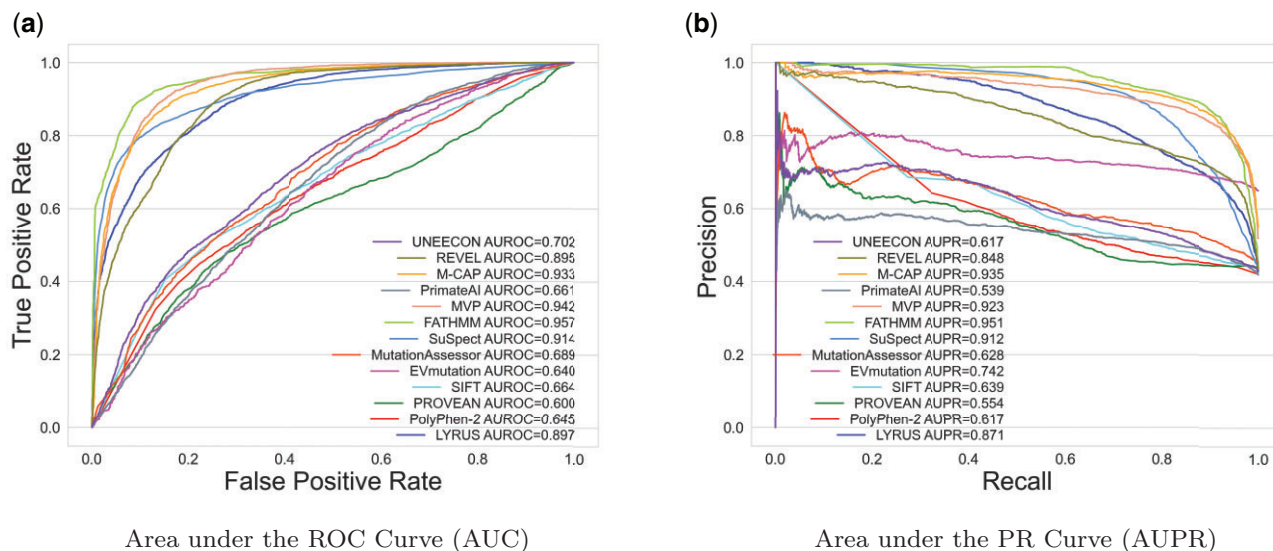 (a)
(b)
True Positive Rate
1.0
0.8
0.6
0.4
0.2
0.0
UNEECON AUROC=0.702
REVEL AUROC=0.895
M-CAP AUROC=0.933
PrimateAI AUROC=0.661
MVP AUROC=0.942
FATHMM AUROC=0.957
SuSpect AUROC=0.914
MutationAssessor AUROC=0.689
EVmutation AUROC=0.640
SIFT AUROC=0.664
PROVEAN AUROC=0.600
PolyPhen-2 AUROC=0.645
LYRUS AUROC=0.897
0.0 0.2 0.4 0.6 0.8 1.0
False Positive Rate
Precision
1.0
0.8
0.6
0.4
0.2
0.0
UNEECON AUPR=0.617
REVEL AUPR=0.848
M-CAP AUPR=0.935
PrimateAI AUPR=0.539
MVP AUPR=0.923
FATHMM AUPR=0.951
SuSpect AUPR=0.912
MutationAssessor AUPR=0.628
EVmutation AUPR=0.742
SIFT AUPR=0.639
PROVEAN AUPR=0.554
PolyPhen-2 AUPR=0.617
LYRUS AUPR=0.871
0.0 0.2 0.4 0.6 0.8 1.0
Recall
Area under the ROC Curve (AUC)
Area under the PR Curve (AUPR)